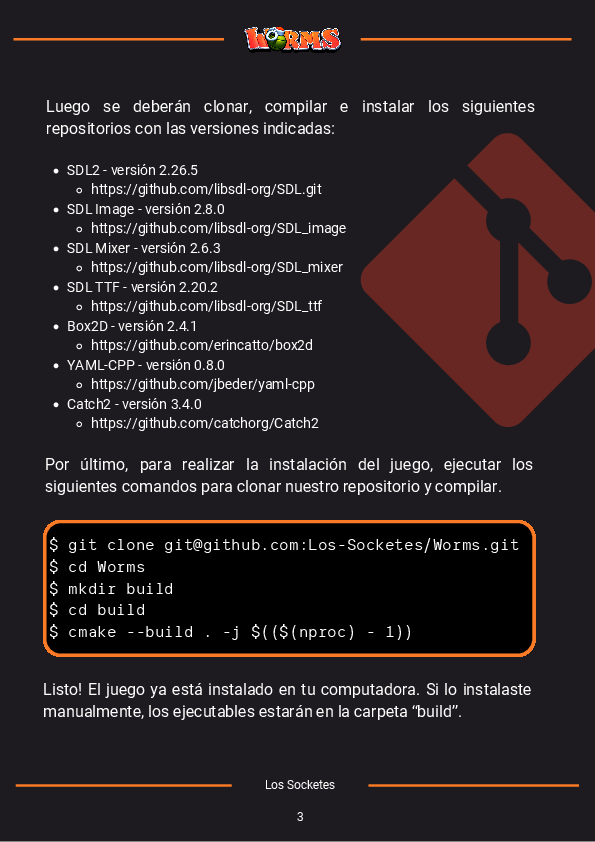 WORMS
Luego se deberán clonar, compilar e instalar los siguientes
repositorios con las versiones indicadas:
SDL2 - versión 2.26.5
https://github.com/libsdl-org/SDL.git
SDL Image - versión 2.8.0
https://github.com/libsdl-org/SDL_image
SDL Mixer - versión 2.6.3
https://github.com/libsdl-org/SDL_mixer
SDL TTF - versión 2.20.2
https://github.com/libsdl-org/SDL_ttf
Box2D - versión 2.4.1
https://github.com/erincatto/box2d
YAML-CPP - versión 0.8.0
https://github.com/jbeder/yaml-cpp
Catch2 - versión 3.4.0
https://github.com/catchorg/Catch2
Por último, para realizar la instalación del juego, ejecutar los
siguientes comandos para clonar nuestro repositorio y compilar.
$ git clone git@github.com:Los-Socketes/Worms.git
$ cd Worms
$ mkdir build
$ cd build
$ cmake --build . -j $(($(nproc) - 1))
Listo! El juego ya está instalado en tu computadora. Si lo instalaste
manualmente, los ejecutables estarán en la carpeta “build”.
Los Socketes
3